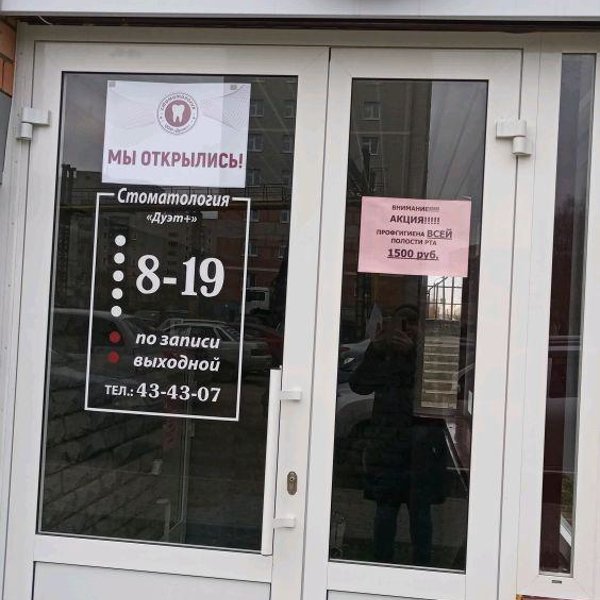 МЫ ОТКРЫЛИСЬ!
Стоматология
«Дуэт+»
8-19
по записи
выходной
ТЕЛ.: 43-43-07
ВНИМАНИЕ!!!!!
АКЦИЯ!!!!!
ПРОФГИГИЕНА ВСЕЙ
ПОЛОСТИ РТА
1500 руб.